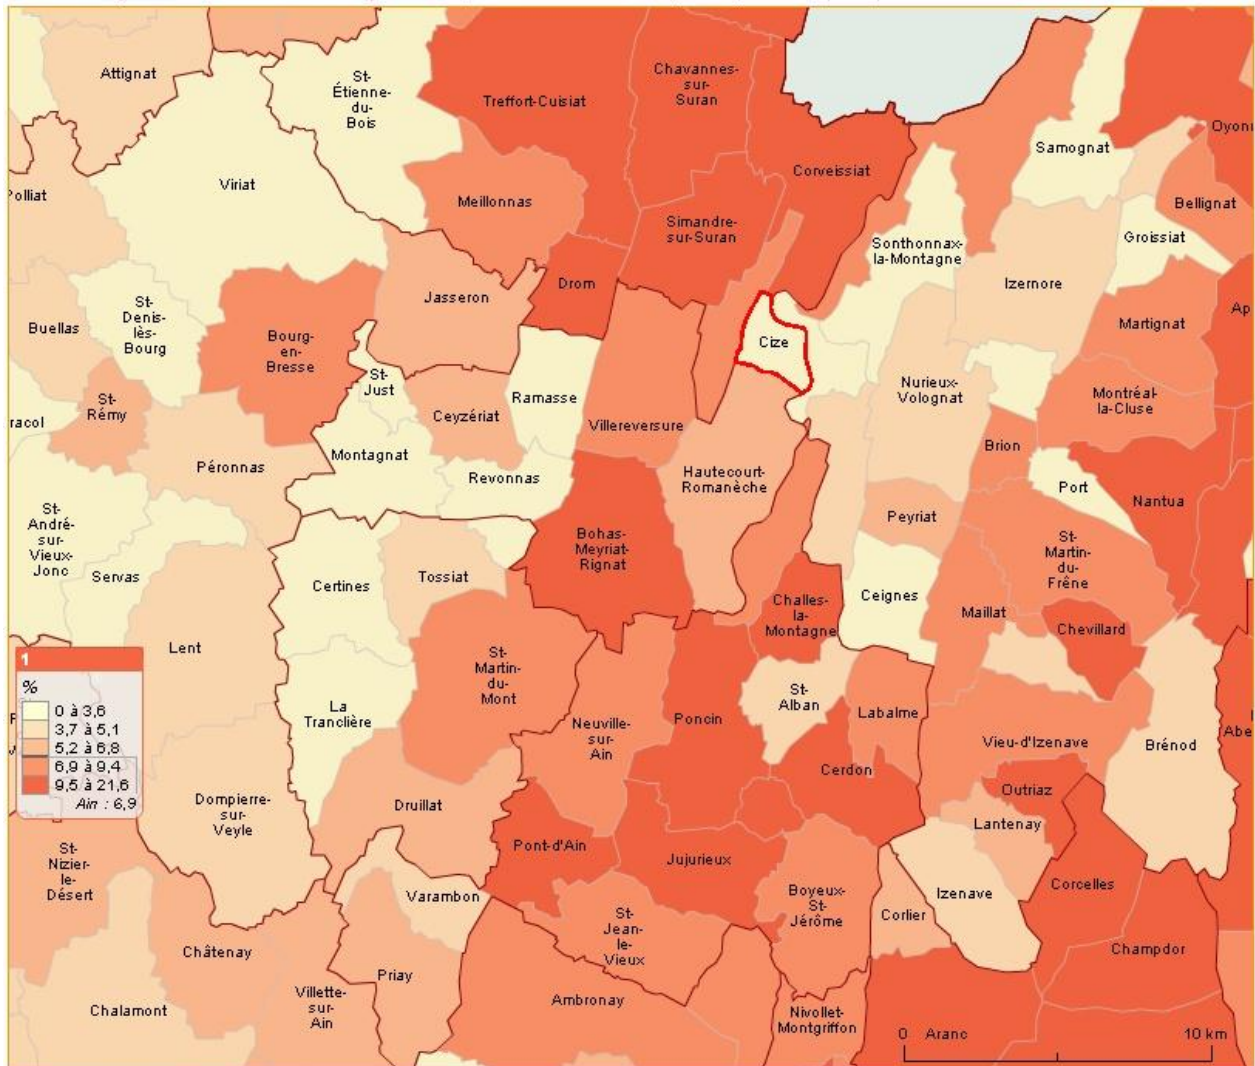 Attignat
St-
Étienne-
du-
Bois
Treffort-Cuisiat
Chavannes-
sur-
Suran
Corveissiat
Samognat
Viriat
Meillonnas
Simandre-
sur-Suran
Sonthonnax-
la-Montagne
Bellignat
Groissiat
Izernore
Jasseron
Drom
Buellas
St-
Denis-
lès-
Bourg
Bourg-
en-
Bresse
Cize
Martignat
St-
Just
Ramasse
Nurieux-
Volognat
Montréal-
la-Cluse
St-
Rémy
Ceyzériat
Villereversure
Brion
Péronnas
Montagnat
Revonnas
Hautecourt-
Romanèche
Port
Nantua
St-
André-
sur-
Vieux-
Jonc
Servas
Peyriat
Bohas-
Meyriat-
Rignat
St-
Martin-
du-
Frêne
Certines
Tossiat
Challes-
la-
Montagne
Ceignes
Maillat
Chevillard
Lent
St-
Martin-
du-
Mont
St-
Alban
1
%
0 à 3,6
3,7 à 5,1
5,2 à 6,8
6,9 à 9,4
9,5 à 21,6
Ain : 6,9
La
Tranclière
Neuville-
sur-
Ain
Poncin
Labalme
Vieu-d'Izenave
Brénod
Cerdon
Outriaz
Dompierre-
sur-
Veyle
Druillat
Lantenay
Pont-d'Ain
Jujurieux
St-
Nizier-
le-
Désert
Varambon
St-
Jean-
le-
Vieux
Boyeux-
St-
Jérôme
Corlier
Izenave
Corcelles
Châtenay
Champdor
Priay
Chalamont
Villette-
sur-
Ain
Ambronay
Nivollet-
Montgriffon
0 Aranc 10 km